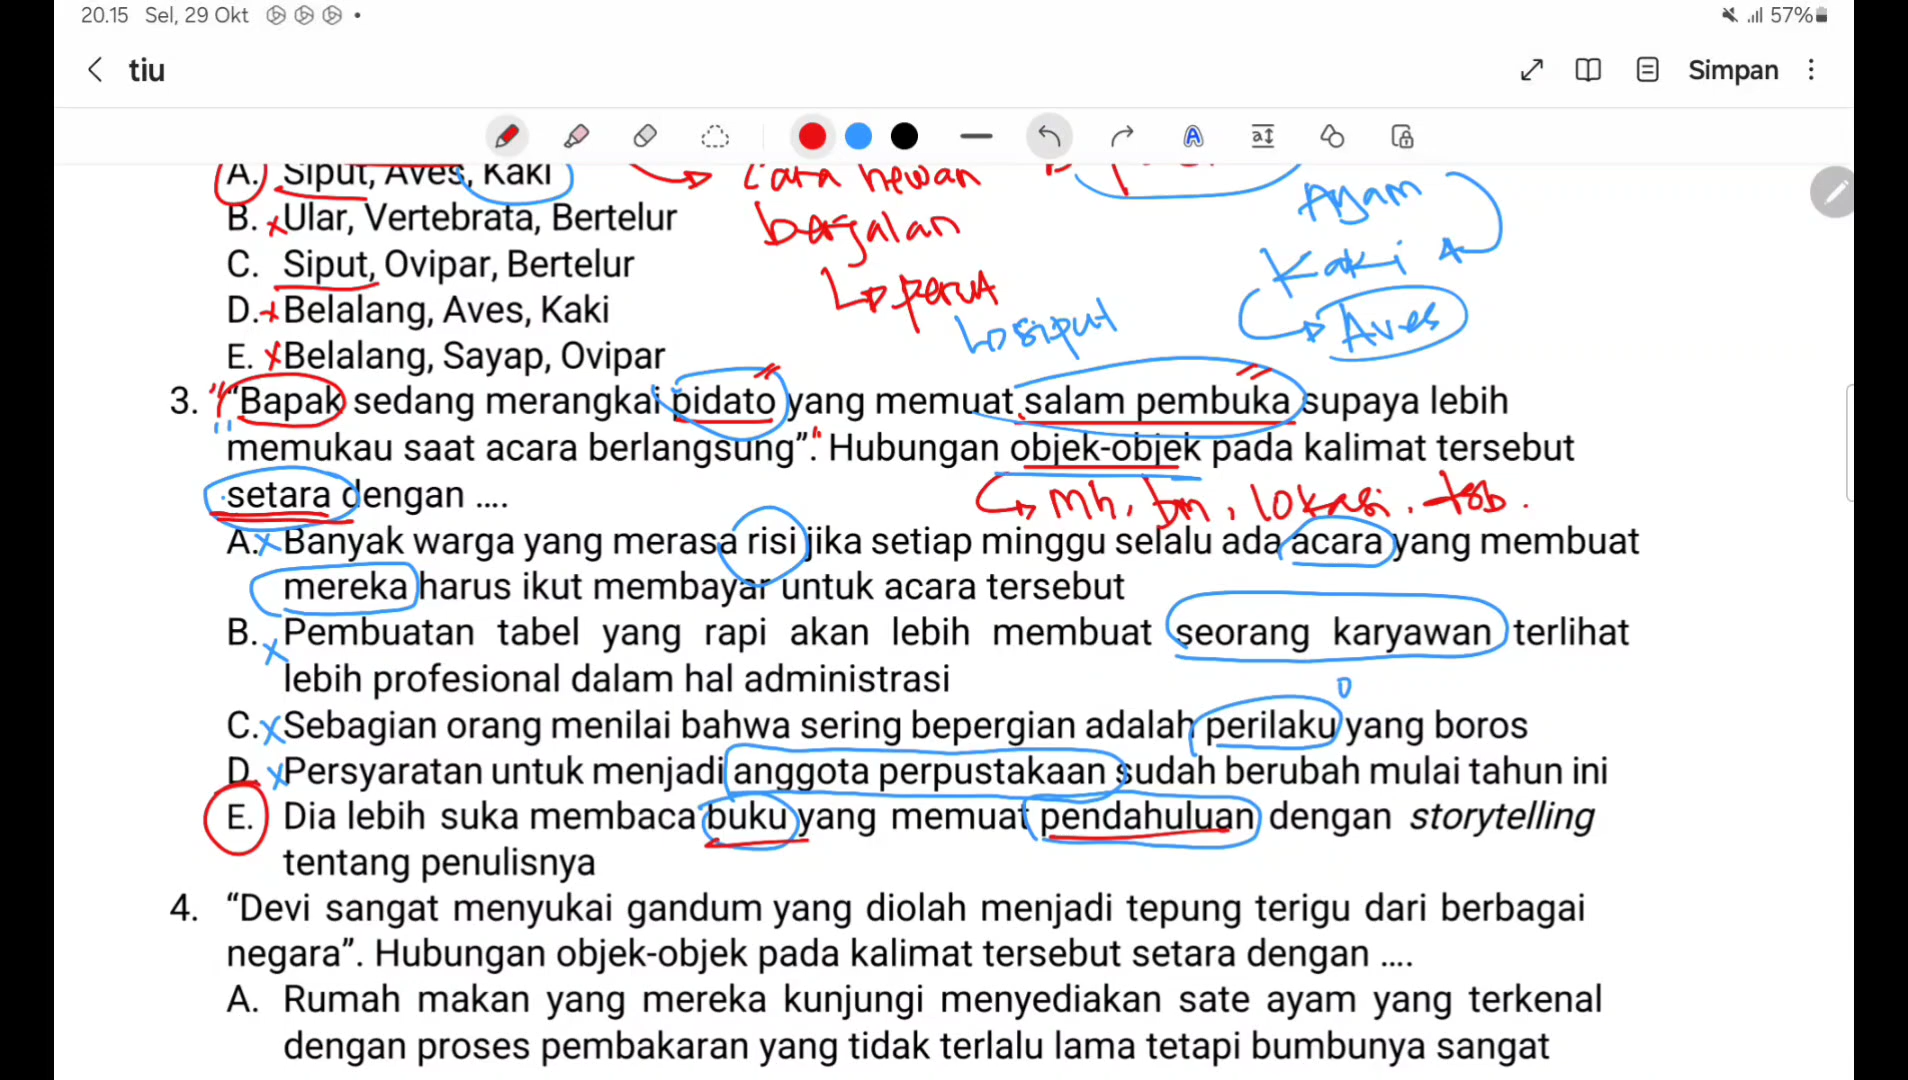 20.15 Sel, 29 Okt
57%
tiu
Simpan
A. Siput, Aves, Kaki
Cara hewan
berjalan
Ayam
B. Ular, Vertebrata, Bertelur
Kaki
C. Siput, Ovipar, Bertelur
perut
D. Belalang, Aves, Kaki
siput
Aves
E. Belalang, Sayap, Ovipar
3. “Bapak sedang merangkai pidato yang memuat salam pembuka supaya lebih
memukau saat acara berlangsung”. Hubungan objek-objek pada kalimat tersebut
setara dengan ....
mh, bn, lokasi. tsb.
A. Banyak warga yang merasa risi jika setiap minggu selalu ada acara yang membuat
mereka harus ikut membayar untuk acara tersebut
B. Pembuatan tabel yang rapi akan lebih membuat seorang karyawan terlihat
lebih profesional dalam hal administrasi
C. Sebagian orang menilai bahwa sering bepergian adalah perilaku yang boros
D. Persyaratan untuk menjadi anggota perpustakaan sudah berubah mulai tahun ini
E. Dia lebih suka membaca buku yang memuat pendahuluan dengan storytelling
tentang penulisnya
4. “Devi sangat menyukai gandum yang diolah menjadi tepung terigu dari berbagai
negara”. Hubungan objek-objek pada kalimat tersebut setara dengan ....
A. Rumah makan yang mereka kunjungi menyediakan sate ayam yang terkenal
dengan proses pembakaran yang tidak terlalu lama tetapi bumbunya sangat